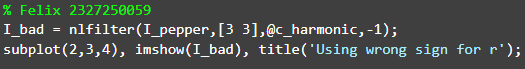 % Felix 2327250059
I_bad = nlfilter(I_pepper,[3 3],@c_harmonic,-1);
subplot(2,3,4), imshow(I_bad), title('Using wrong sign for r');